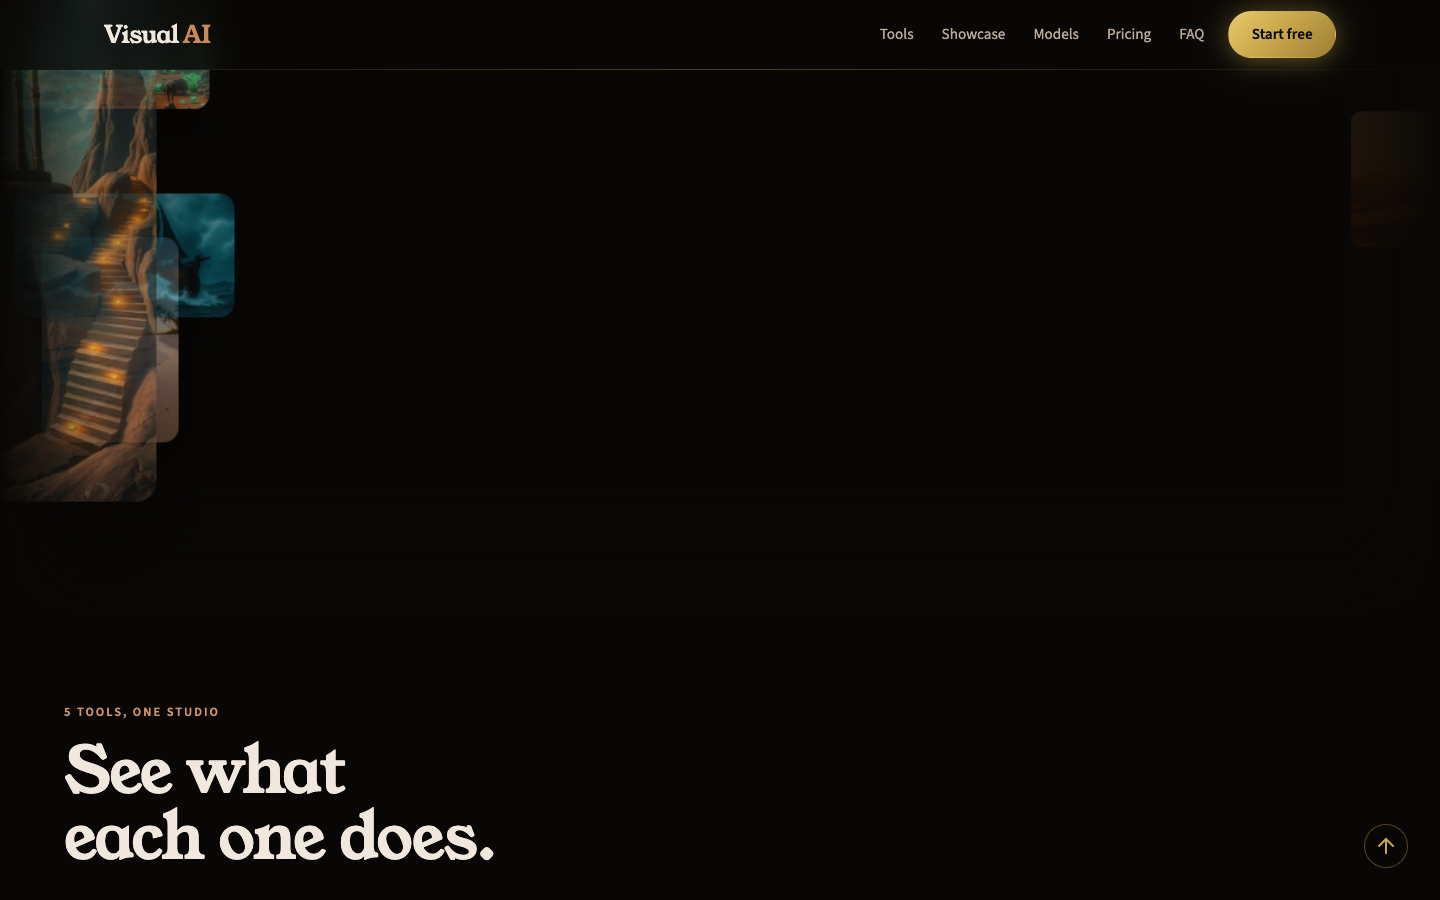 Visual AI
Tools
Showcase
Models
Pricing
FAQ
Start free
5 TOOLS, ONE STUDIO
See what
each one does.